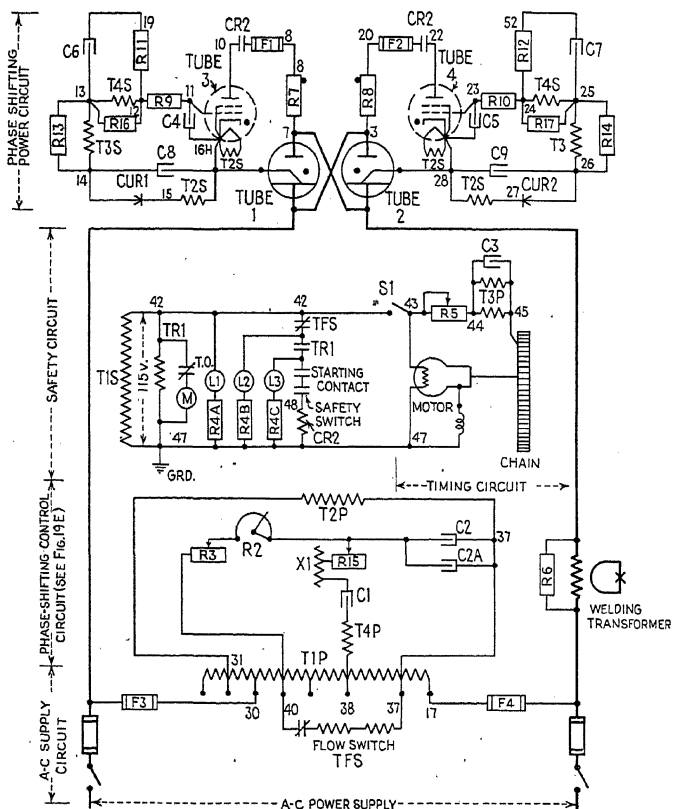 PHASE SHIFTING
POWER CIRCUIT
C6
19
R11
10
CR2
F1
8
8
20
F2
CR2
22
52
R12
C7
TUBE
3
TUBE
4
13
T4S
12
R16
R9
11
C4
R7
R8
23
R10
C5
24
T4S
R17
25
R13
T3S
16H
T2S
7
3
T2S
T3
R14
14
C8
28
C9
26
CUR1
15
T2S
TUBE
1
TUBE
2
T2S
27
CUR2
SAFETY CIRCUIT
T1S
115 V.
42
TR1
T.O.
M
L1
R4A
L2
R4B
L3
R4C
42
TFS
TR1
STARTING
CONTACT
48
SAFETY
SWITCH
CR2
S1
43
R5
C3
T3P
44
45
MOTOR
CHAIN
47
GRD.
47
TIMING CIRCUIT
PHASE-SHIFTING CONTROL
CIRCUIT (SEE Fig.19E)
T2P
R3
R2
X1
R15
C1
T4P
C2
37
C2A
R6
WELDING
TRANSFORMER
31
T1P
A-C SUPPLY
CIRCUIT
F3
30
40
38
37
17
F4
FLOW SWITCH
TFS
A-C POWER SUPPLY